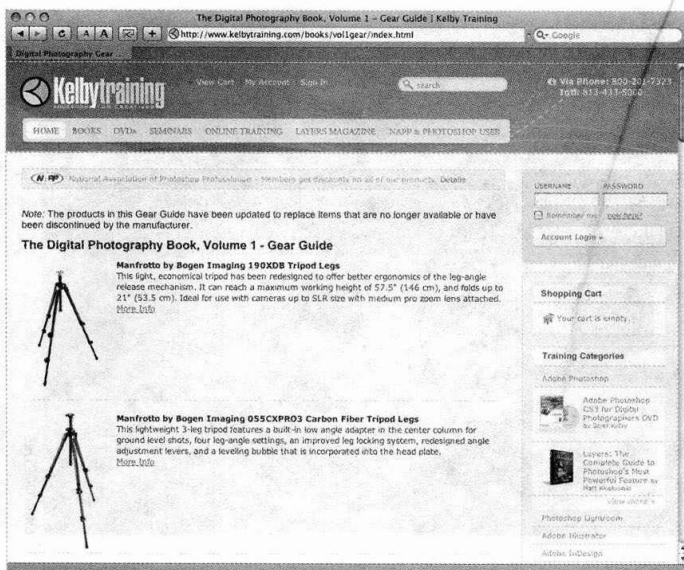 The Digital Photography Book, Volume 1 – Gear Guide | Kelby Training
http://www.kelbytraining.com/books/vol1gear/index.html
Google
Digital Photography Gear ...
Kelbytraining
View Cart My Account Sign In
search
Via Phone: 800-201-7323
Toll: 813-433-5000
HOME BOOKS DVDs SEMINARS ONLINE TRAINING LAYERS MAGAZINE NAPP & PHOTOSHOP USER
NAPP National Association of Photoshop Professionals - Members get discounts on all of our products. Details
USERNAME PASSWORD
Remember me
new here?
Account Login »
Note: The products in this Gear Guide have been updated to replace items that are no longer available or have
been discontinued by the manufacturer.
The Digital Photography Book, Volume 1 - Gear Guide
Manfrotto by Bogen Imaging 190XDB Tripod Legs
This light, economical tripod has been redesigned to offer better ergonomics of the leg-angle
release mechanism. It can reach a maximum working height of 57.5" (146 cm), and folds up to
21" (53.5 cm). Ideal for use with cameras up to SLR size with medium pro zoom lens attached.
More Info
Manfrotto by Bogen Imaging 055CXPRO3 Carbon Fiber Tripod Legs
This lightweight 3-leg tripod features a built-in low angle adapter in the center column for
ground level shots, four leg-angle settings, an improved leg locking system, redesigned angle
adjustment levers, and a leveling bubble that is incorporated into the head plate.
More Info
Shopping Cart
Your cart is empty.
Training Categories
Adobe Photoshop
Adobe Photoshop
CS3 for Digital
Photographers DVD
by Scott Kelby
Layers: The
Complete Guide to
Photoshop's Most
Powerful Feature by
Matt Kloskowski
view more »
Photoshop Lightroom
Adobe Illustrator
Adobe InDesign